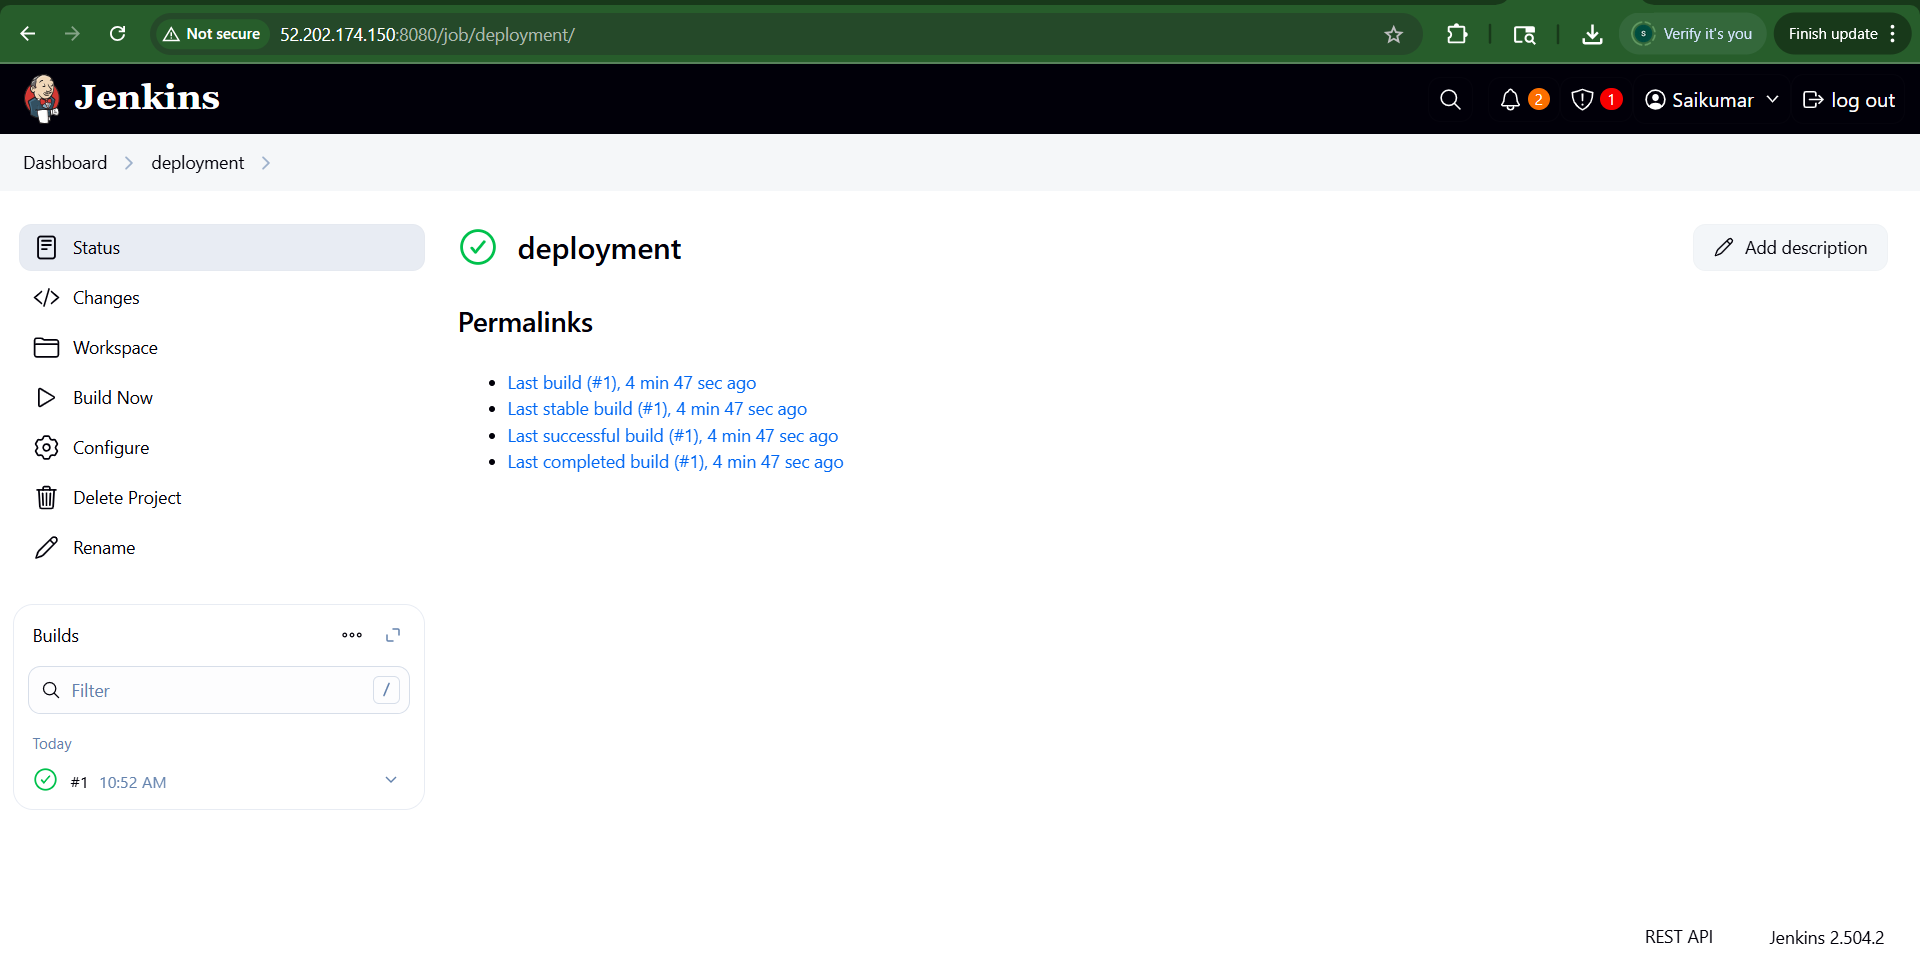 Not secure 52.202.174.150:8080/job/deployment/ Verify it's you Finish update
Jenkins 2 1 Saikumar log out
Dashboard deployment
Status
Changes
Workspace
Build Now
Configure
Delete Project
Rename
Builds
Filter /
Today
#1 10:52 AM
deployment
Add description
Permalinks
Last build (#1), 4 min 47 sec ago
Last stable build (#1), 4 min 47 sec ago
Last successful build (#1), 4 min 47 sec ago
Last completed build (#1), 4 min 47 sec ago
REST API Jenkins 2.504.2